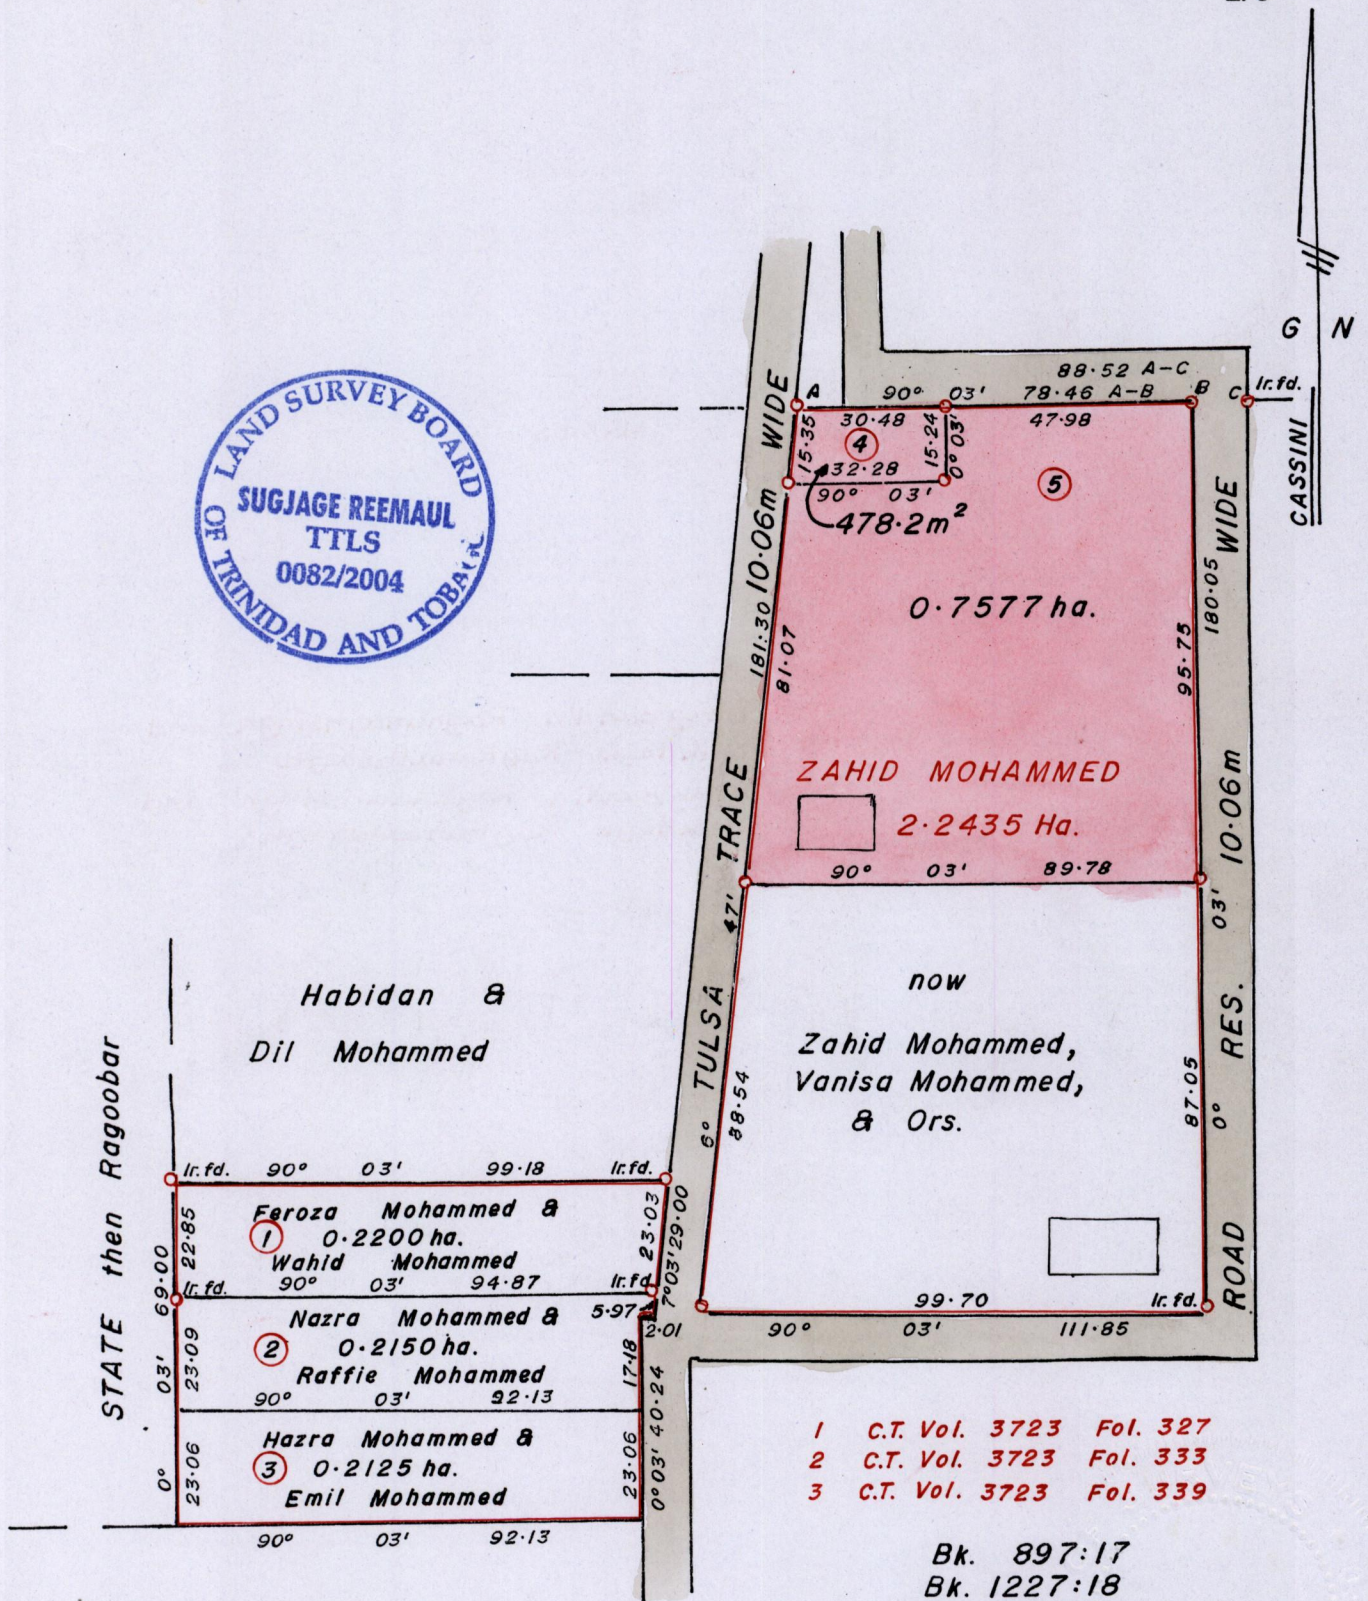 G N
CASSINI
LAND SURVEY BOARD
OF TRINIDAD AND TOBA
SUGJAGE REEMAUL
TTLS
0082/2004
88·52 A-C
A 90° 03' 78·46 A-B B C Ir. fd.
30·48 47·98
15·35
4
15·24
0° 03'
32·28
90° 03'
478·2m²
5
0·7577 ha.
ZAHID MOHAMMED
2·2435 Ha.
90° 03' 89·78
6° TULSA 47' TRACE 181·30 10·06m WIDE
81·07
88·54
95·75
87·05
ROAD RES. 10·06m WIDE
0° 03' 180·05
now
Zahid Mohammed,
Vanisa Mohammed,
& Ors.
99·70 Ir. fd.
90° 03' 111·85
Habidan &
Dil Mohammed
STATE then Ragoobar
0° 03' 69·00
Ir. fd. 90° 03' 99·18 Ir. fd.
22·85
Feroza Mohammed &
1 0·2200 ha.
Wahid Mohammed
23·03
7° 03' 29·00
Ir. fd. 90° 03' 94·87 Ir. fd.
Nazra Mohammed & 5·97
2·01
2 0·2150 ha.
Raffie Mohammed
23·09
17·18
90° 03' 92·13
Hazra Mohammed &
3 0·2125 ha.
Emil Mohammed
23·06
23·06
0° 03' 40·24
90° 03' 92·13
1 C.T. Vol. 3723 Fol. 327
2 C.T. Vol. 3723 Fol. 333
3 C.T. Vol. 3723 Fol. 339
Bk. 897:17
Bk. 1227:18